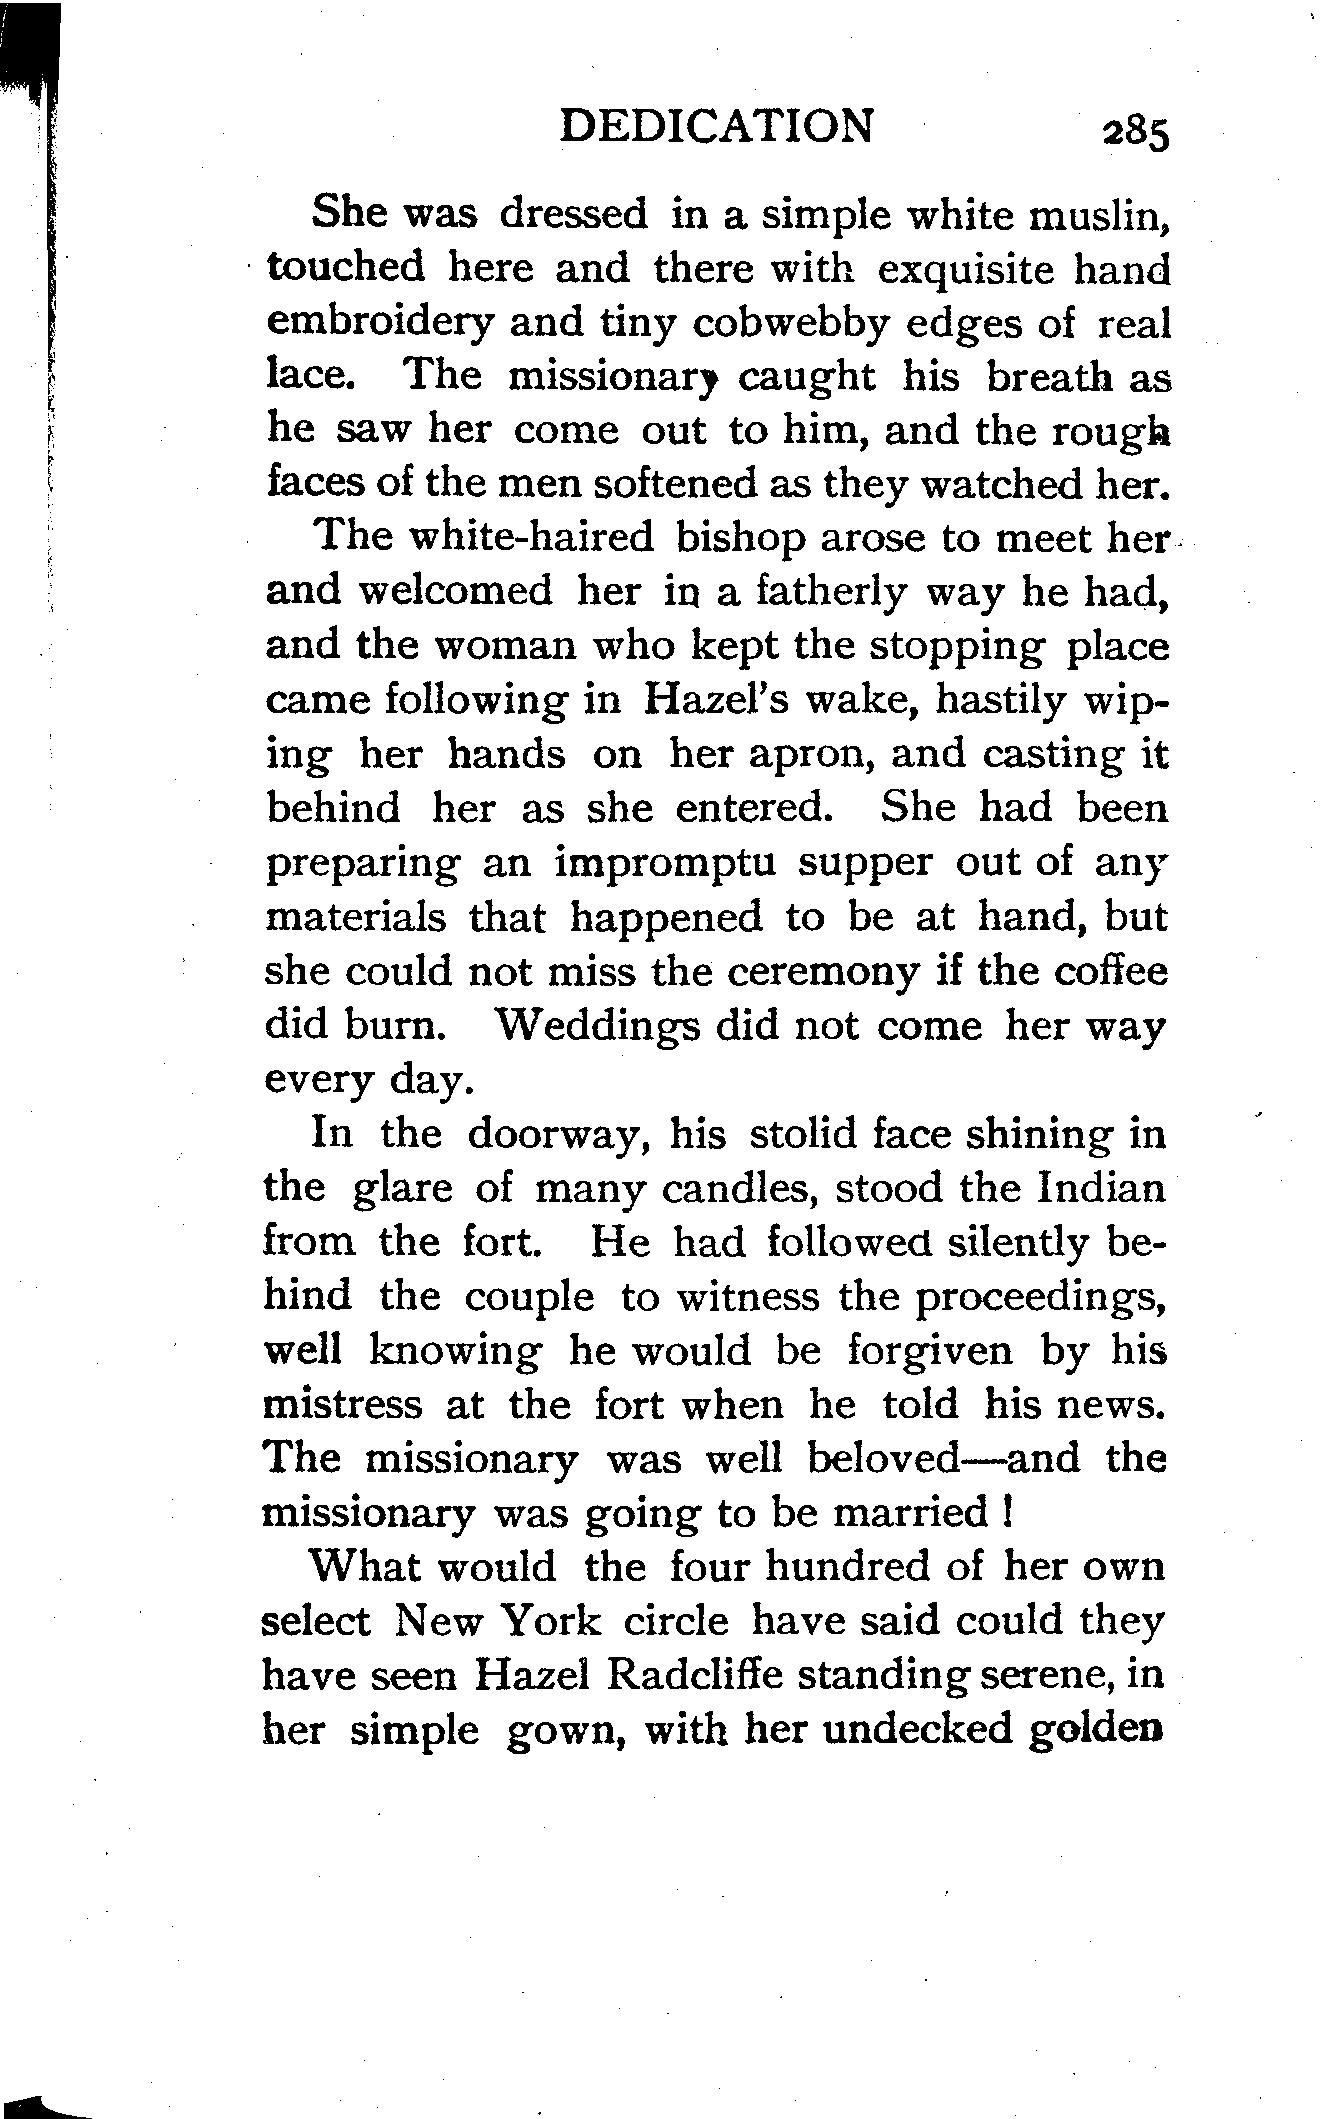 DEDICATION 285
She was dressed in a simple white muslin,
touched here and there with exquisite hand
embroidery and tiny cobwebby edges of real
lace. The missionary caught his breath as
he saw her come out to him, and the rough
faces of the men softened as they watched her.
The white-haired bishop arose to meet her
and welcomed her in a fatherly way he had,
and the woman who kept the stopping place
came following in Hazel's wake, hastily wip-
ing her hands on her apron, and casting it
behind her as she entered. She had been
preparing an impromptu supper out of any
materials that happened to be at hand, but
she could not miss the ceremony if the coffee
did burn. Weddings did not come her way
every day.
In the doorway, his stolid face shining in
the glare of many candles, stood the Indian
from the fort. He had followed silently be-
hind the couple to witness the proceedings,
well knowing he would be forgiven by his
mistress at the fort when he told his news.
The missionary was well beloved—and the
missionary was going to be married !
What would the four hundred of her own
select New York circle have said could they
have seen Hazel Radcliffe standing serene, in
her simple gown, with her undecked golden